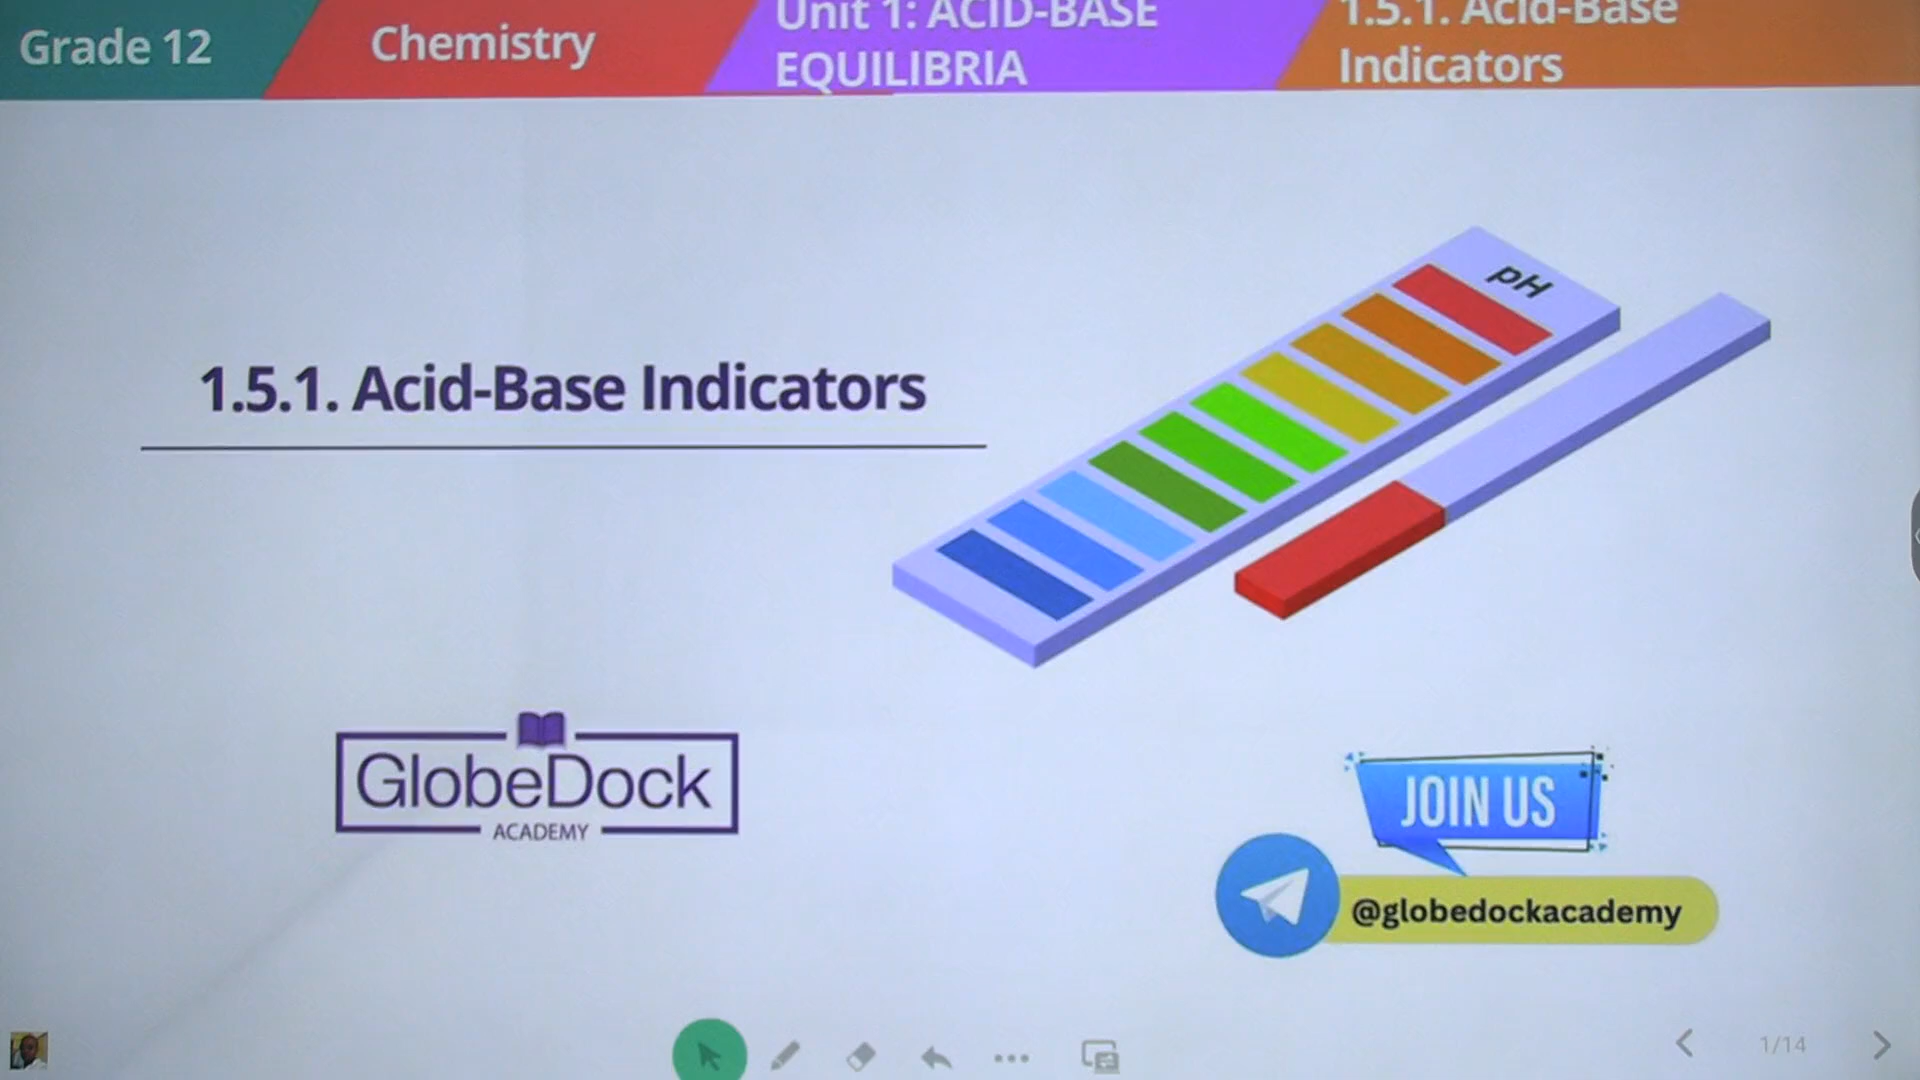 Grade 12
Chemistry
Unit 1: ACID-BASE
EQUILIBRIA
1.5.1. Acid-Base
Indicators
pH
1.5.1. Acid-Base Indicators
GlobeDock
ACADEMY
JOIN US
@globedockacademy
1/14